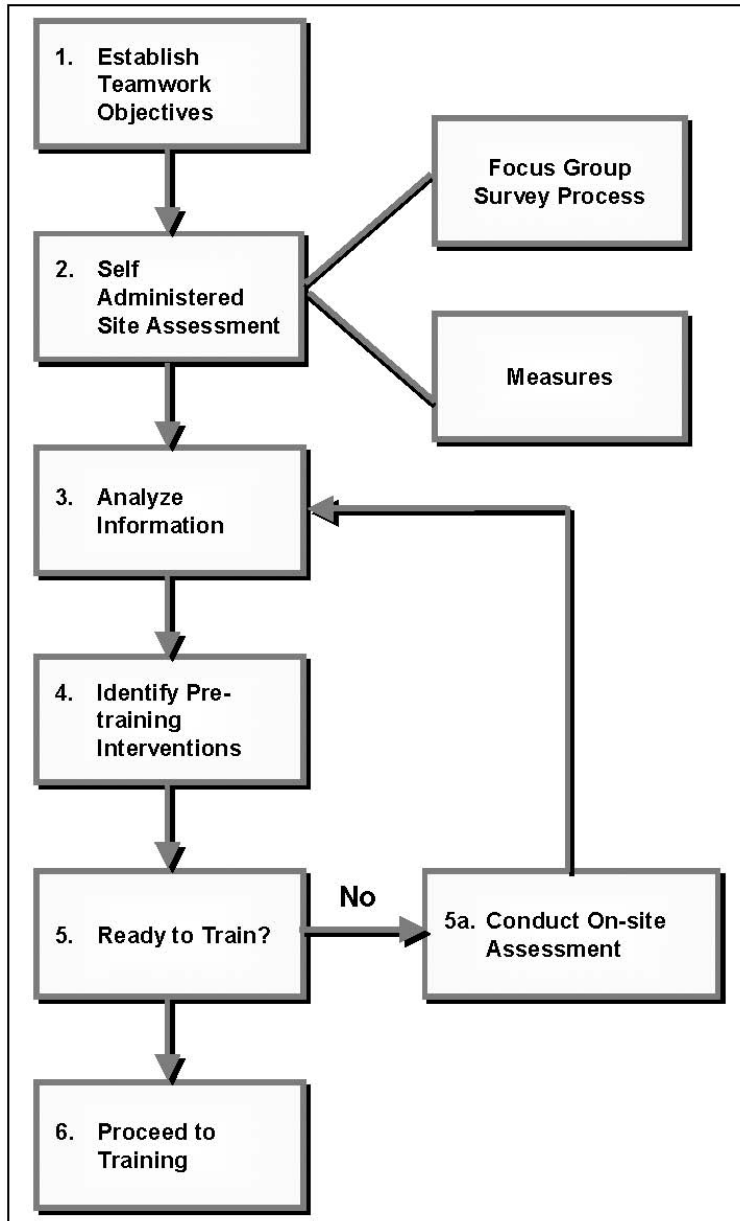 1. Establish
Teamwork
Objectives
Focus Group
Survey Process
2. Self
Administered
Site Assessment
Measures
3. Analyze
Information
4. Identify Pre-
training
Interventions
5. Ready to Train?
No
5a. Conduct On-site
Assessment
6. Proceed to
Training